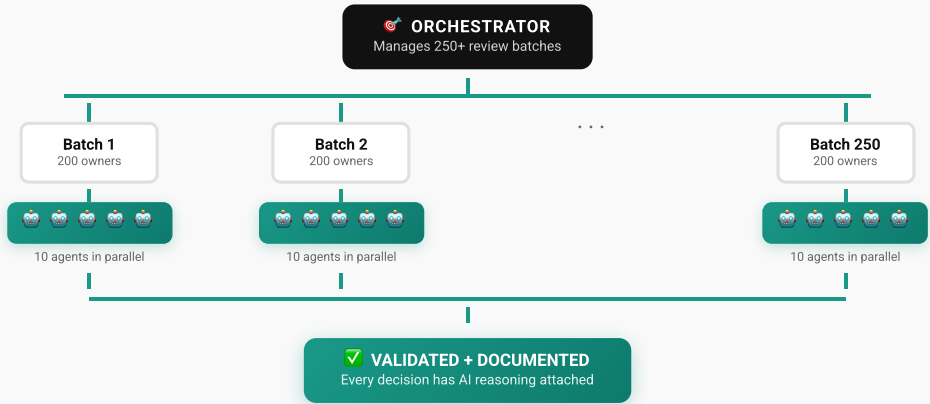 🎯 ORCHESTRATOR
Manages 250+ review batches
Batch 1
200 owners
Batch 2
200 owners
. . .
Batch 250
200 owners
10 agents in parallel
10 agents in parallel
10 agents in parallel
✅ VALIDATED + DOCUMENTED
Every decision has AI reasoning attached